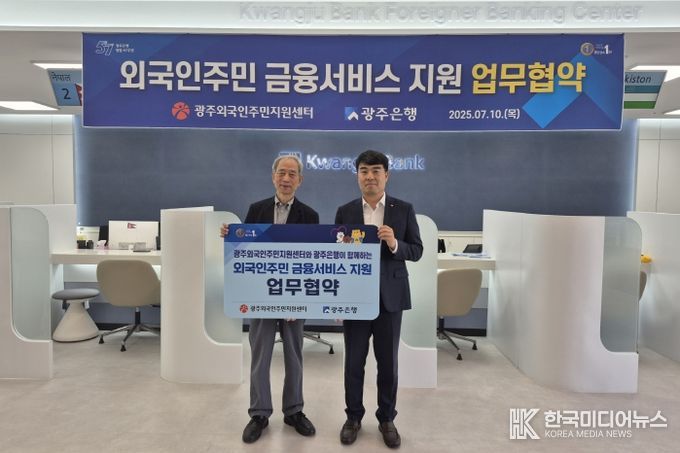 Kwangju Bank Foreigner Banking Center
외국인주민 금융서비스 지원 업무협약
광주외국인주민지원센터 광주은행 2025.07.10.(목)
네팔
2
Kwangju Bank
광주외국인주민지원센터와 광주은행이 함께하는
외국인주민 금융서비스 지원
업무협약
광주외국인주민지원센터 광주은행
HK 한국미디어뉴스
KOREA MEDIA NEWS